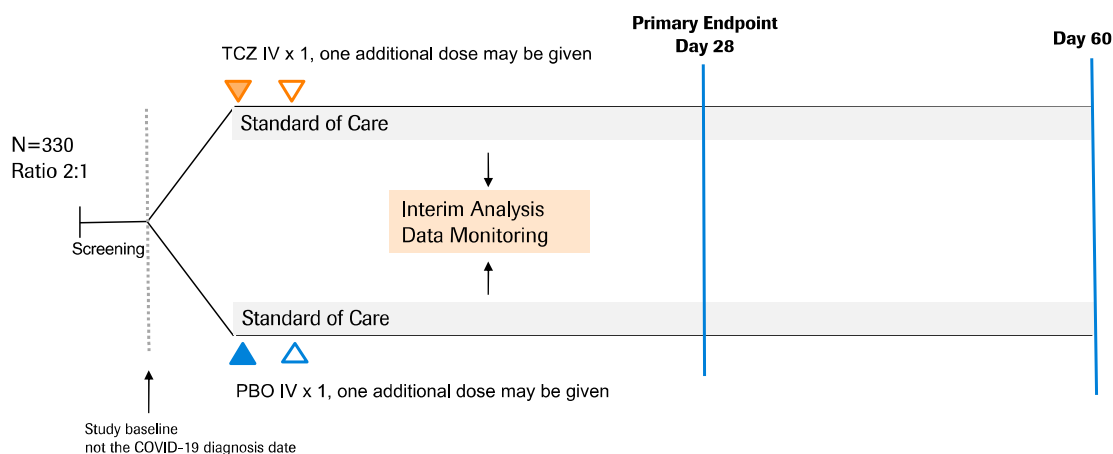 Primary Endpoint
Day 28
Day 60
TCZ IV x 1, one additional dose may be given
Standard of Care
N=330
Ratio 2:1
Interim Analysis
Data Monitoring
Screening
Standard of Care
PBO IV x 1, one additional dose may be given
Study baseline
not the COVID-19 diagnosis date